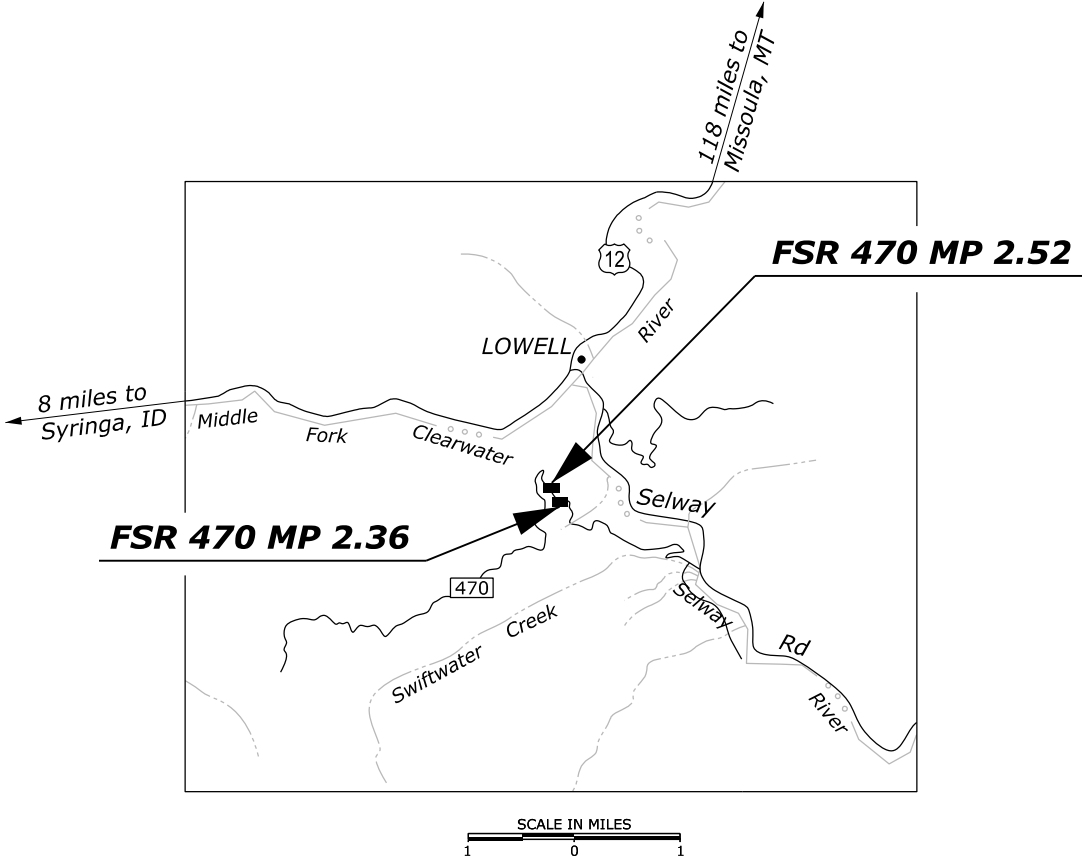 118 miles to
Missoula, MT
12
FSR 470 MP 2.52
River
LOWELL
8 miles to
Syringa, ID
Middle
Fork
Clearwater
Selway
FSR 470 MP 2.36
470
Selway
Creek
Swiftwater
Rd
River
SCALE IN MILES
1 0 1